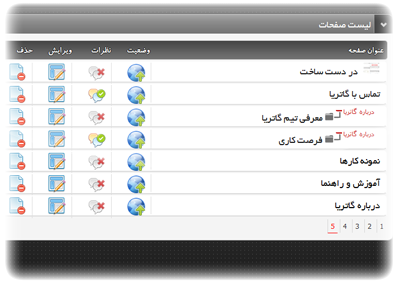 لیست صفحات
عنوان صفحه وضعیت نظرات ویرایش حذف
در دست ساخت
تماس با گاتریا
درباره گاتریا معرفی تیم گاتریا
درباره گاتریا فرصت کاری
نمونه کارها
آموزش و راهنما
درباره گاتریا
1 2 3 4 5